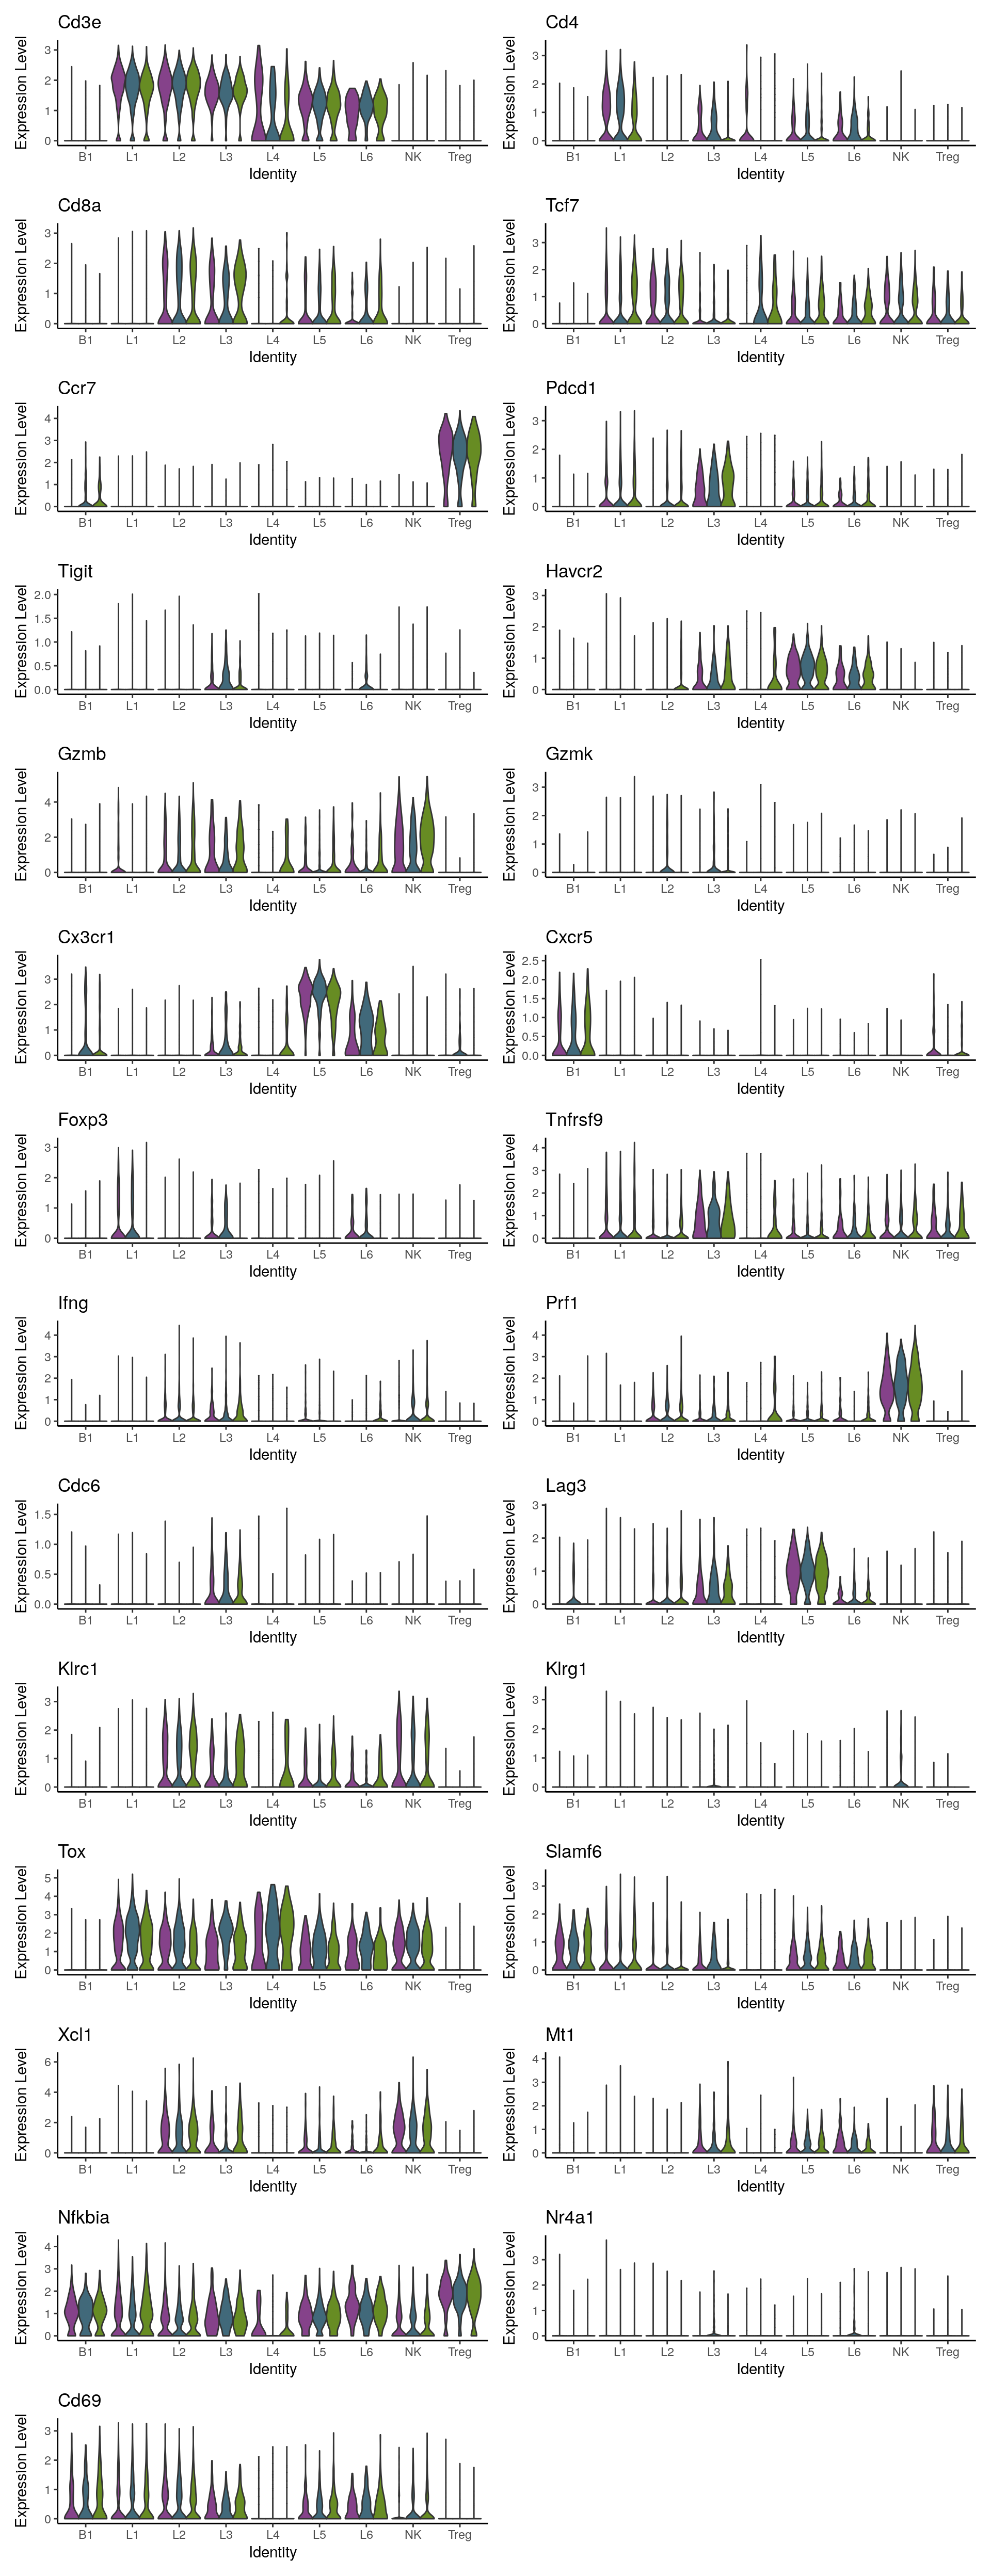 Cd3e
Expression Level
3
2
1
0
B1 L1 L2 L3 L4 L5 L6 NK Treg
Identity
Cd4
Expression Level
3
2
1
0
B1 L1 L2 L3 L4 L5 L6 NK Treg
Identity
Cd8a
Expression Level
3
2
1
0
B1 L1 L2 L3 L4 L5 L6 NK Treg
Identity
Tcf7
Expression Level
3
2
1
0
B1 L1 L2 L3 L4 L5 L6 NK Treg
Identity
Ccr7
Expression Level
4
3
2
1
0
B1 L1 L2 L3 L4 L5 L6 NK Treg
Identity
Pdcd1
Expression Level
3
2
1
0
B1 L1 L2 L3 L4 L5 L6 NK Treg
Identity
Tigit
Expression Level
2.0
1.5
1.0
0.5
0.0
B1 L1 L2 L3 L4 L5 L6 NK Treg
Identity
Havcr2
Expression Level
3
2
1
0
B1 L1 L2 L3 L4 L5 L6 NK Treg
Identity
Gzmb
Expression Level
4
2
0
B1 L1 L2 L3 L4 L5 L6 NK Treg
Identity
Gzmk
Expression Level
3
2
1
0
B1 L1 L2 L3 L4 L5 L6 NK Treg
Identity
Cx3cr1
Expression Level
3
2
1
0
B1 L1 L2 L3 L4 L5 L6 NK Treg
Identity
Cxcr5
Expression Level
2.5
2.0
1.5
1.0
0.5
0.0
B1 L1 L2 L3 L4 L5 L6 NK Treg
Identity
Foxp3
Expression Level
3
2
1
0
B1 L1 L2 L3 L4 L5 L6 NK Treg
Identity
Tnfrsf9
Expression Level
4
3
2
1
0
B1 L1 L2 L3 L4 L5 L6 NK Treg
Identity
Ifng
Expression Level
4
3
2
1
0
B1 L1 L2 L3 L4 L5 L6 NK Treg
Identity
Prf1
Expression Level
4
3
2
1
0
B1 L1 L2 L3 L4 L5 L6 NK Treg
Identity
Cdc6
Expression Level
1.5
1.0
0.5
0.0
B1 L1 L2 L3 L4 L5 L6 NK Treg
Identity
Lag3
Expression Level
3
2
1
0
B1 L1 L2 L3 L4 L5 L6 NK Treg
Identity
Klrc1
Expression Level
3
2
1
0
B1 L1 L2 L3 L4 L5 L6 NK Treg
Identity
Klrg1
Expression Level
3
2
1
0
B1 L1 L2 L3 L4 L5 L6 NK Treg
Identity
Tox
Expression Level
5
4
3
2
1
0
B1 L1 L2 L3 L4 L5 L6 NK Treg
Identity
Slamf6
Expression Level
3
2
1
0
B1 L1 L2 L3 L4 L5 L6 NK Treg
Identity
Xcl1
Expression Level
6
4
2
0
B1 L1 L2 L3 L4 L5 L6 NK Treg
Identity
Mt1
Expression Level
4
3
2
1
0
B1 L1 L2 L3 L4 L5 L6 NK Treg
Identity
Nfkbia
Expression Level
4
3
2
1
0
B1 L1 L2 L3 L4 L5 L6 NK Treg
Identity
Nr4a1
Expression Level
3
2
1
0
B1 L1 L2 L3 L4 L5 L6 NK Treg
Identity
Cd69
Expression Level
3
2
1
0
B1 L1 L2 L3 L4 L5 L6 NK Treg
Identity